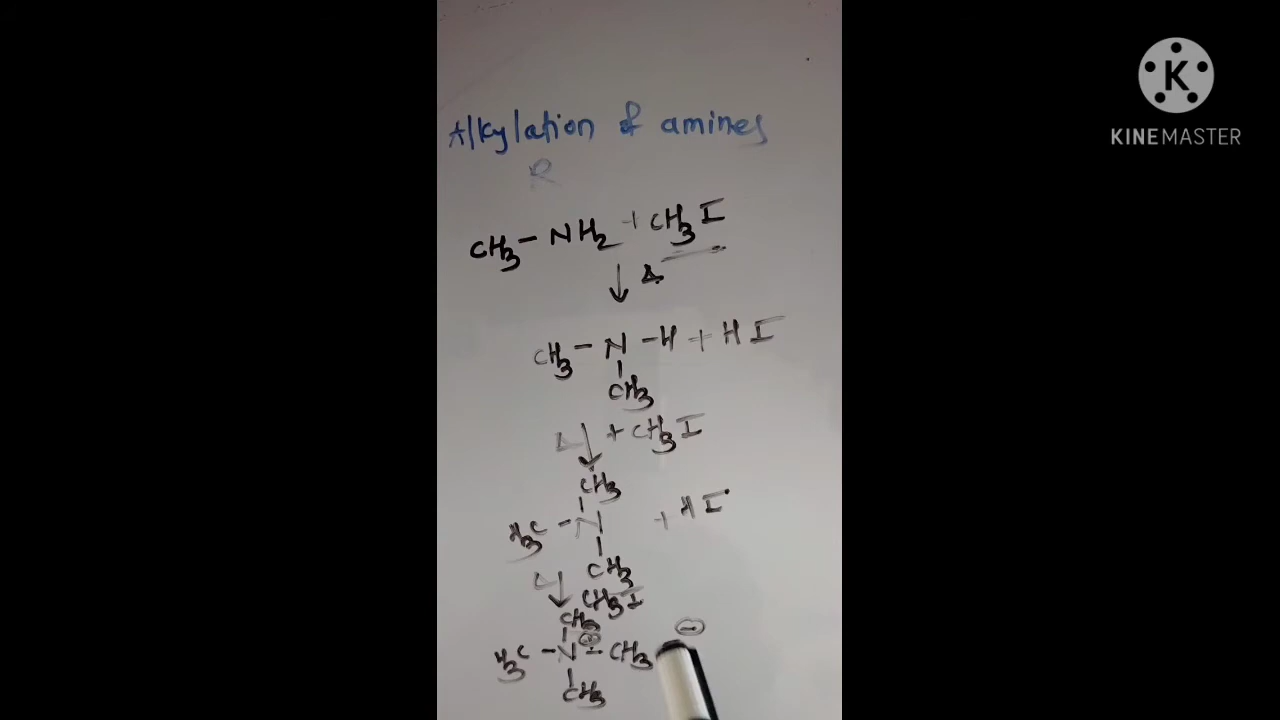 Alkylation of amines
R
CH3 - NH2 + CH3I
↓ Δ
CH3 - N - H + HI
|
CH3
Δ ↓ + CH3I
CH3
|
H3C - N + HI
|
CH3
Δ ↓ CH3I
CH3
|
H3C - N⊕ - CH3 ⊖
|
CH3
K
KINEMASTER